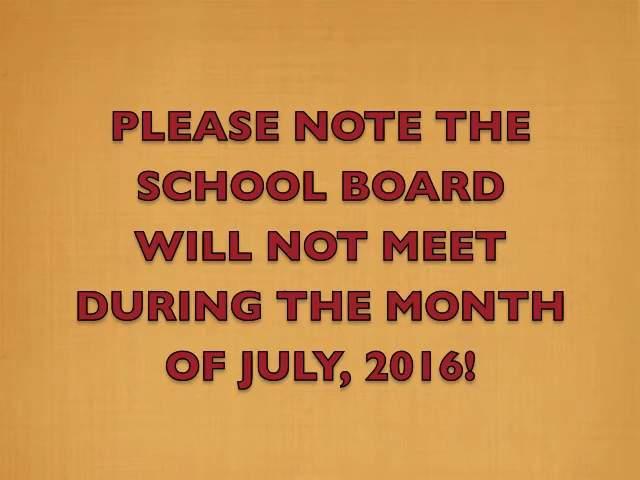 PLEASE NOTE THE
SCHOOL BOARD
WILL NOT MEET
DURING THE MONTH
OF JULY, 2016!